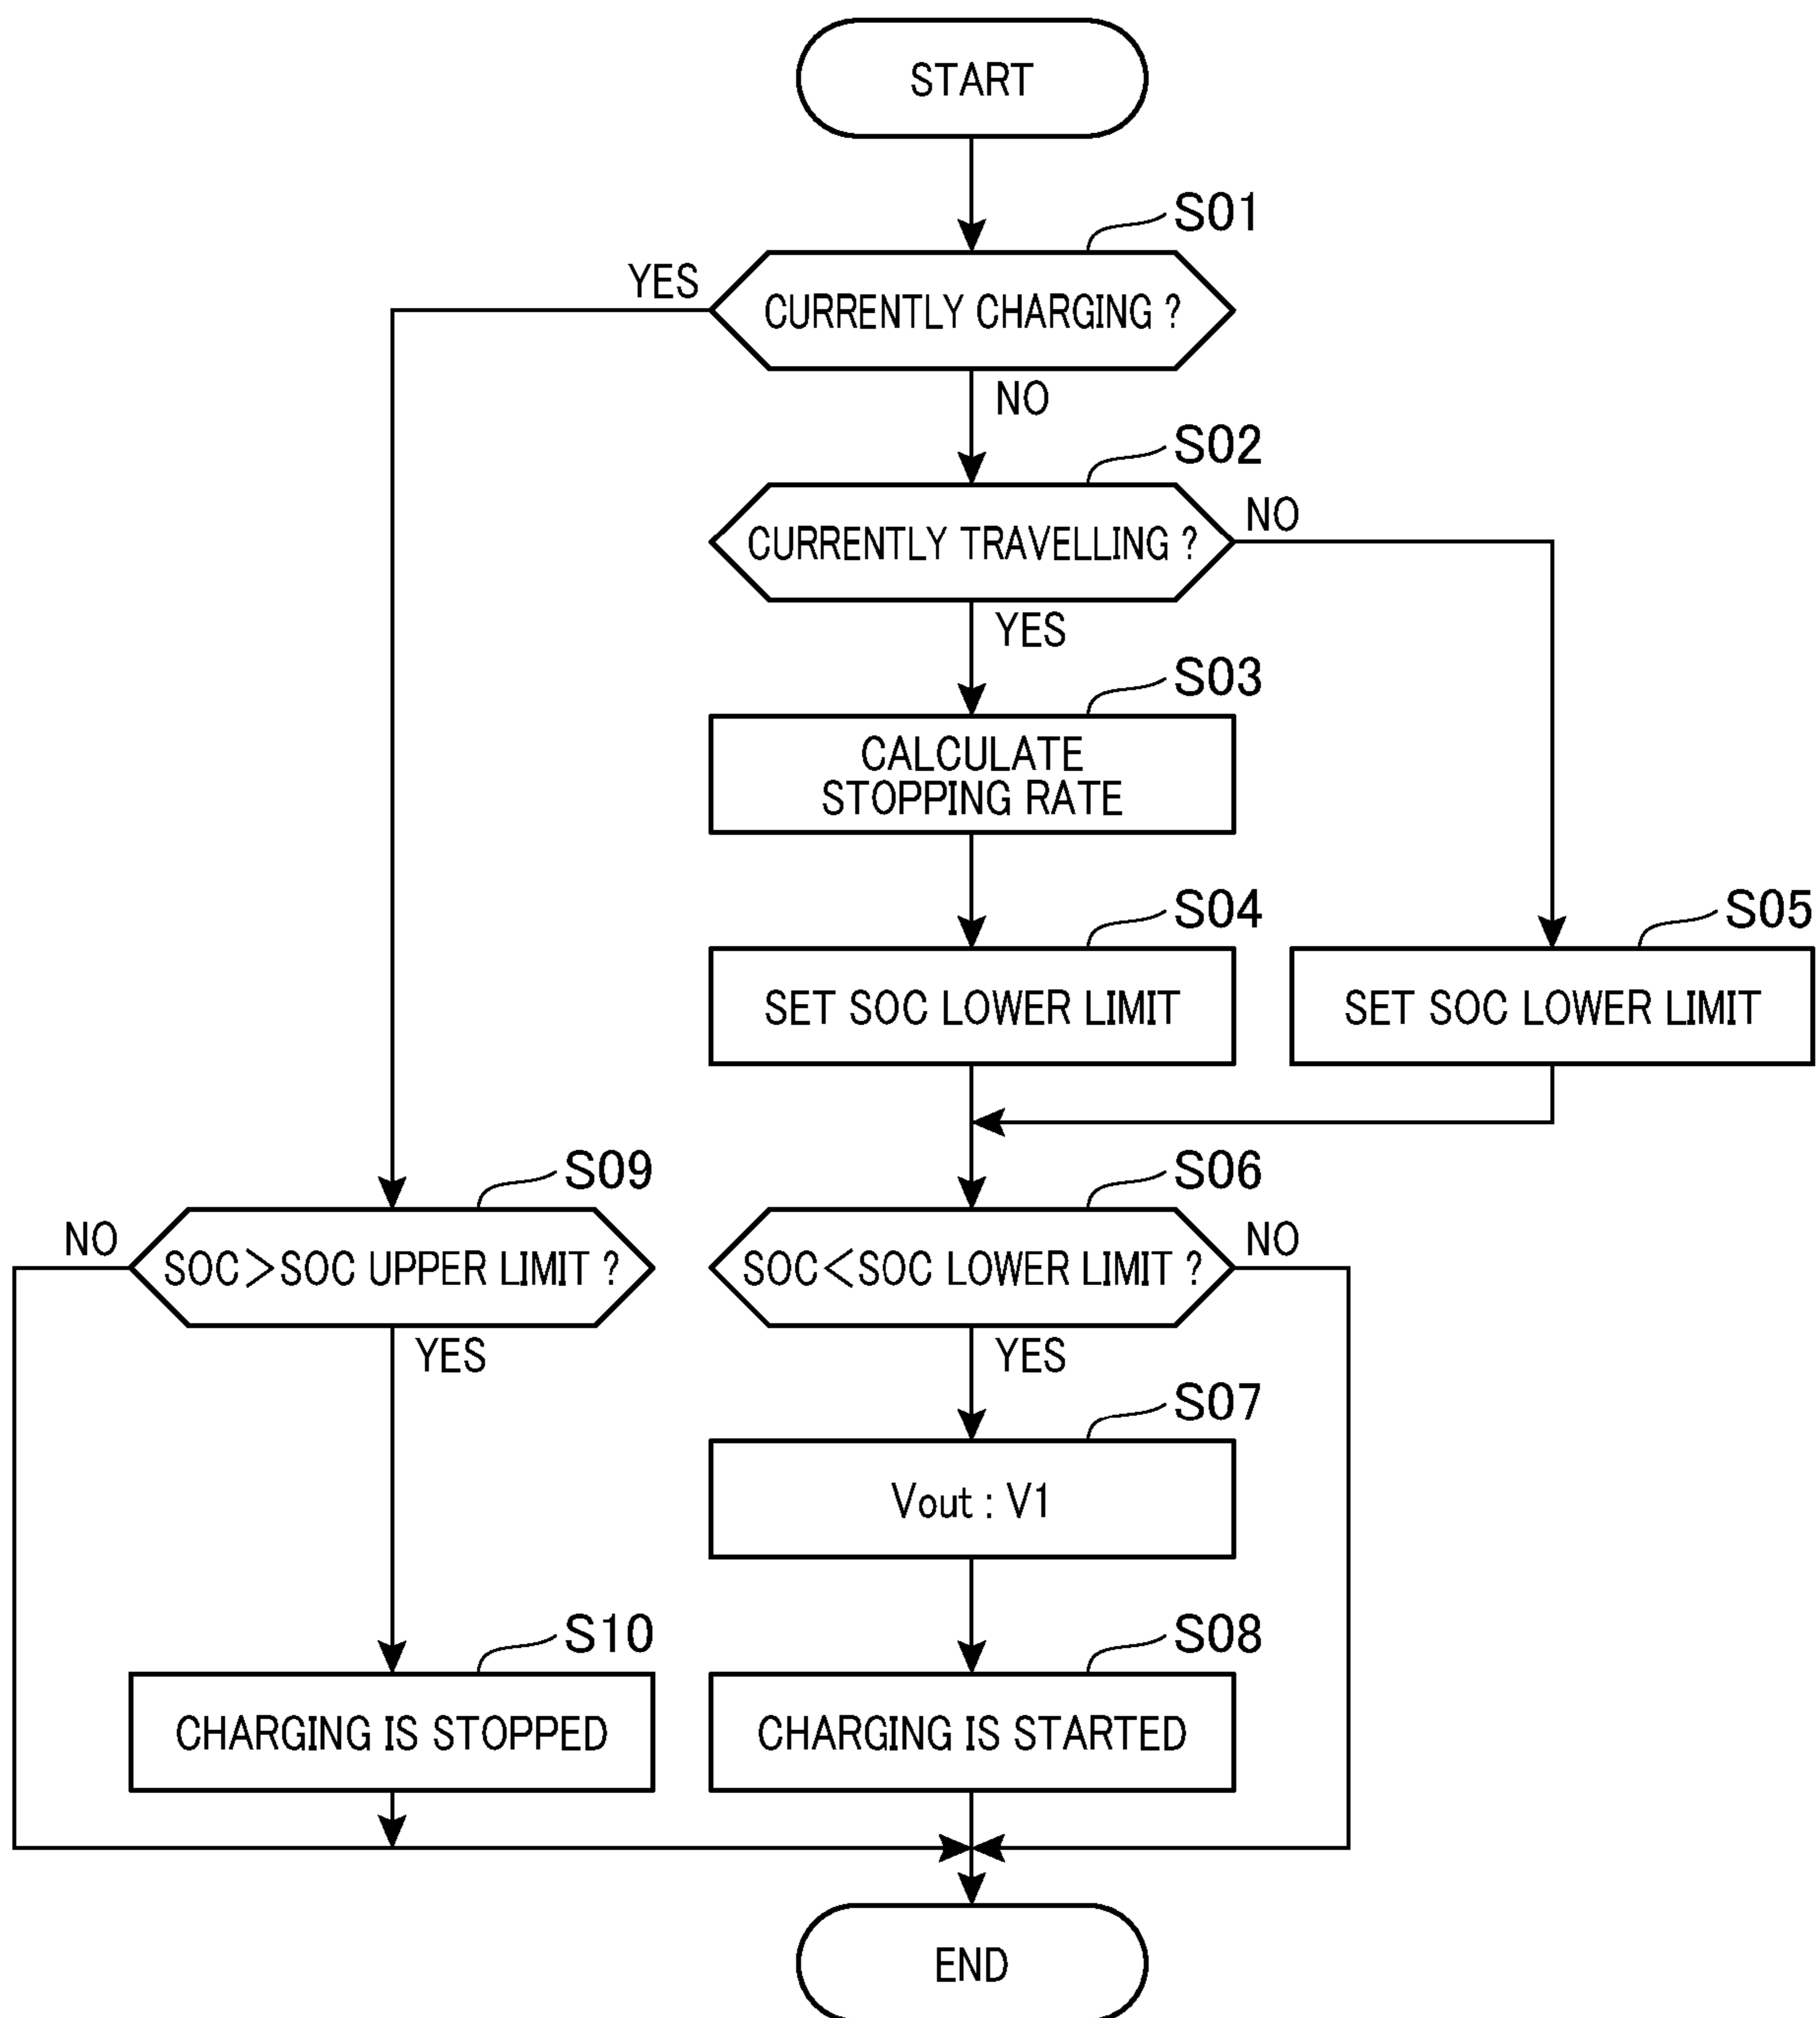 START
S01
YES
CURRENTLY CHARGING ?
NO
S02
NO
CURRENTLY TRAVELLING ?
YES
S03
CALCULATE
STOPPING RATE
S04
SET SOC LOWER LIMIT
S05
SET SOC LOWER LIMIT
S09
NO
SOC>SOC UPPER LIMIT ?
YES
S06
NO
SOC<SOC LOWER LIMIT ?
YES
S07
Vout : V1
S10
CHARGING IS STOPPED
S08
CHARGING IS STARTED
END